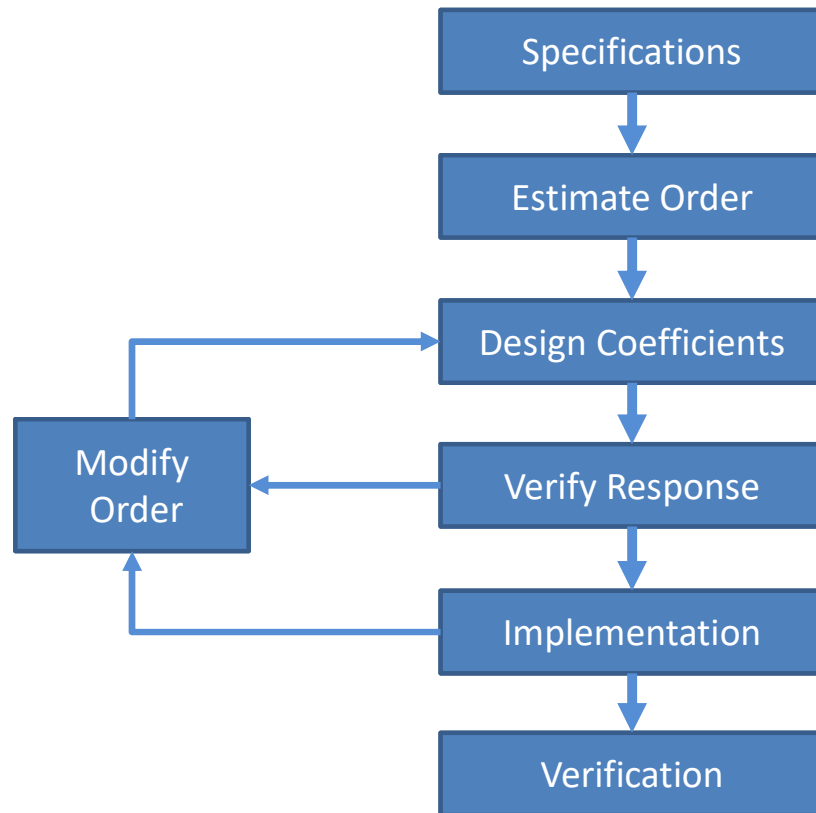 Specifications
Estimate Order
Design Coefficients
Modify
Order
Verify Response
Implementation
Verification